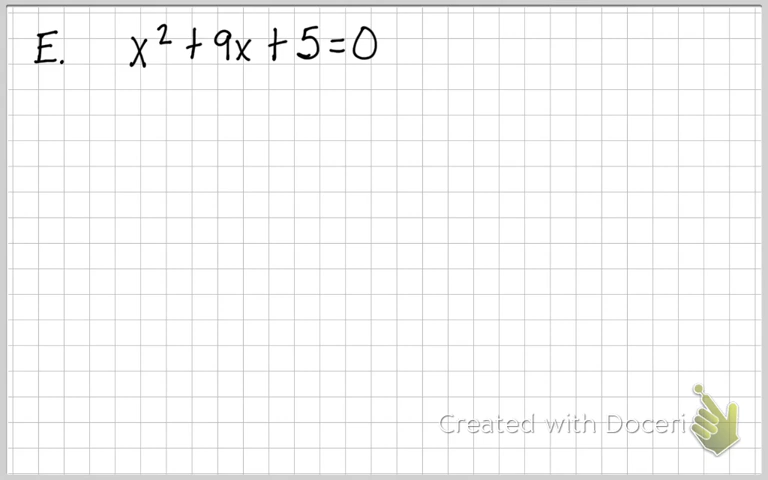 E. x² + 9x + 5 = 0
Created with Doceri